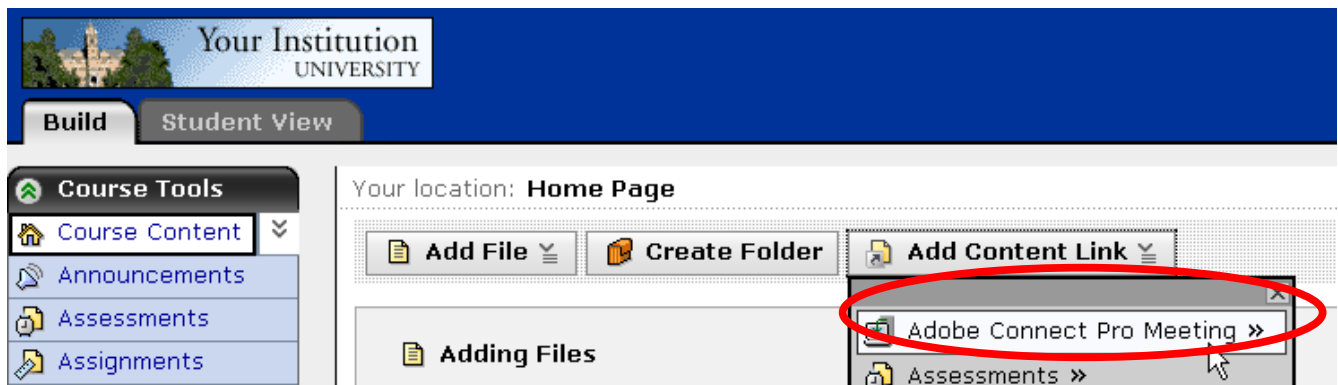 Your Institution
UNIVERSITY
Build Student View
Course Tools
Course Content
Announcements
Assessments
Assignments
Your location: Home Page
Add File Create Folder Add Content Link
Adobe Connect Pro Meeting »
Assessments »
Adding Files